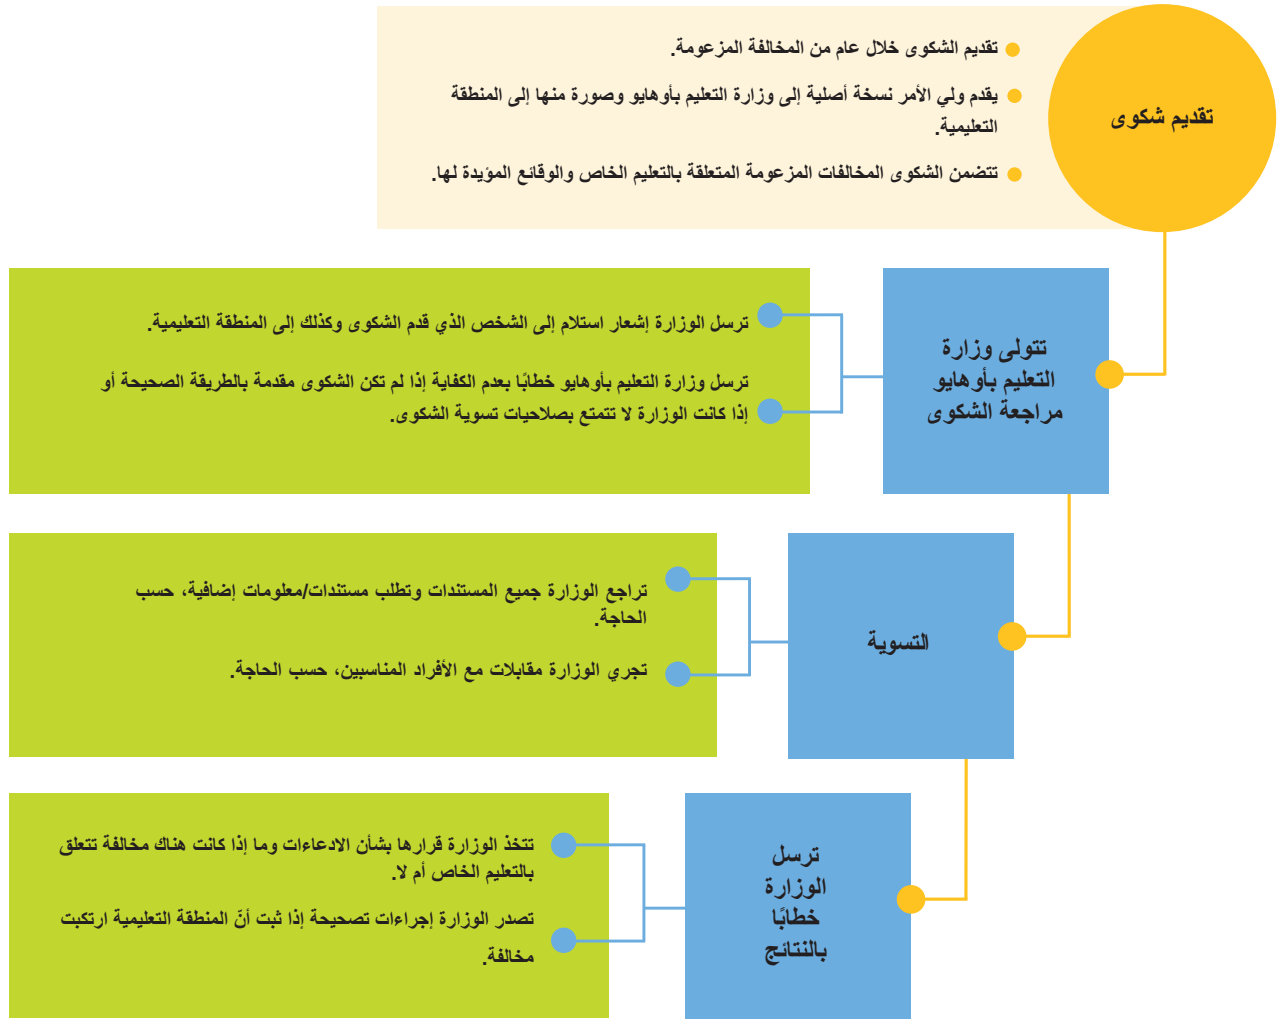 تقديم شكوى
تقديم الشكوى خلال عام من المخالفة المزعومة.
يقدم ولي الأمر نسخة أصلية إلى وزارة التعليم بأوهايو وصورة منها إلى المنطقة
التعليمية.
تتضمن الشكوى المخالفات المزعومة المتعلقة بالتعليم الخاص والوقائع المؤيدة لها.
تتولى وزارة
التعليم بأوهايو
مراجعة الشكوى
ترسل الوزارة إشعار استلام إلى الشخص الذي قدم الشكوى وكذلك إلى المنطقة التعليمية.
ترسل وزارة التعليم بأوهايو خطابًا بعدم الكفاية إذا لم تكن الشكوى مقدمة بالطريقة الصحيحة أو
إذا كانت الوزارة لا تتمتع بصلاحيات تسوية الشكوى.
التسوية
تراجع الوزارة جميع المستندات وتطلب مستندات/معلومات إضافية، حسب
الحاجة.
تجري الوزارة مقابلات مع الأفراد المناسبين، حسب الحاجة.
ترسل
الوزارة
خطابًا
بالنتائج
تتخذ الوزارة قرارها بشأن الادعاءات وما إذا كانت هناك مخالفة تتعلق
بالتعليم الخاص أم لا.
تصدر الوزارة إجراءات تصحيحة إذا ثبت أنّ المنطقة التعليمية ارتكبت
مخالفة.